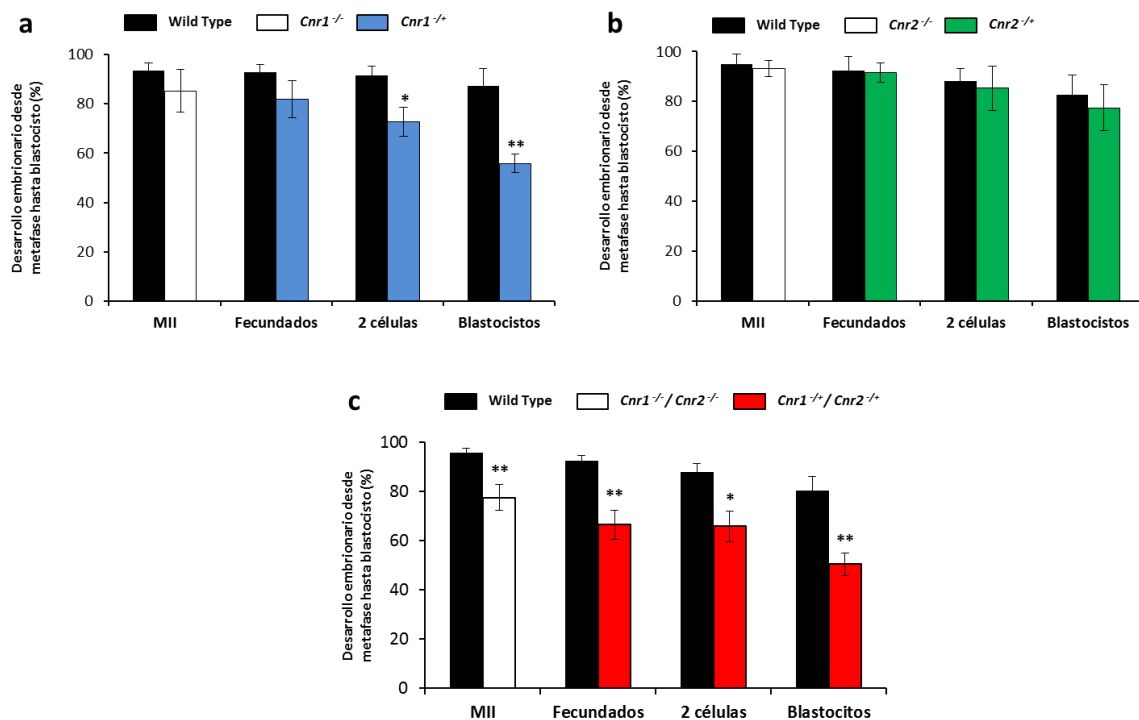 a
Wild Type Cnr1 -/- Cnr1 -/+
Desarrollo embrionario desde
metafase hasta blastocisto (%)
100
80
60
40
20
0
*
**
MII Fecundados 2 células Blastocistos
b
Wild Type Cnr2 -/- Cnr2 -/+
Desarrollo embrionario desde
metafase hasta blastocisto (%)
100
80
60
40
20
0
MII Fecundados 2 células Blastocistos
c
Wild Type Cnr1 -/-/ Cnr2 -/- Cnr1 -/+/ Cnr2 -/+
Desarrollo embrionario desde
metafase hasta blastocisto (%)
100
80
60
40
20
0
**
**
*
**
MII Fecundados 2 células Blastocitos